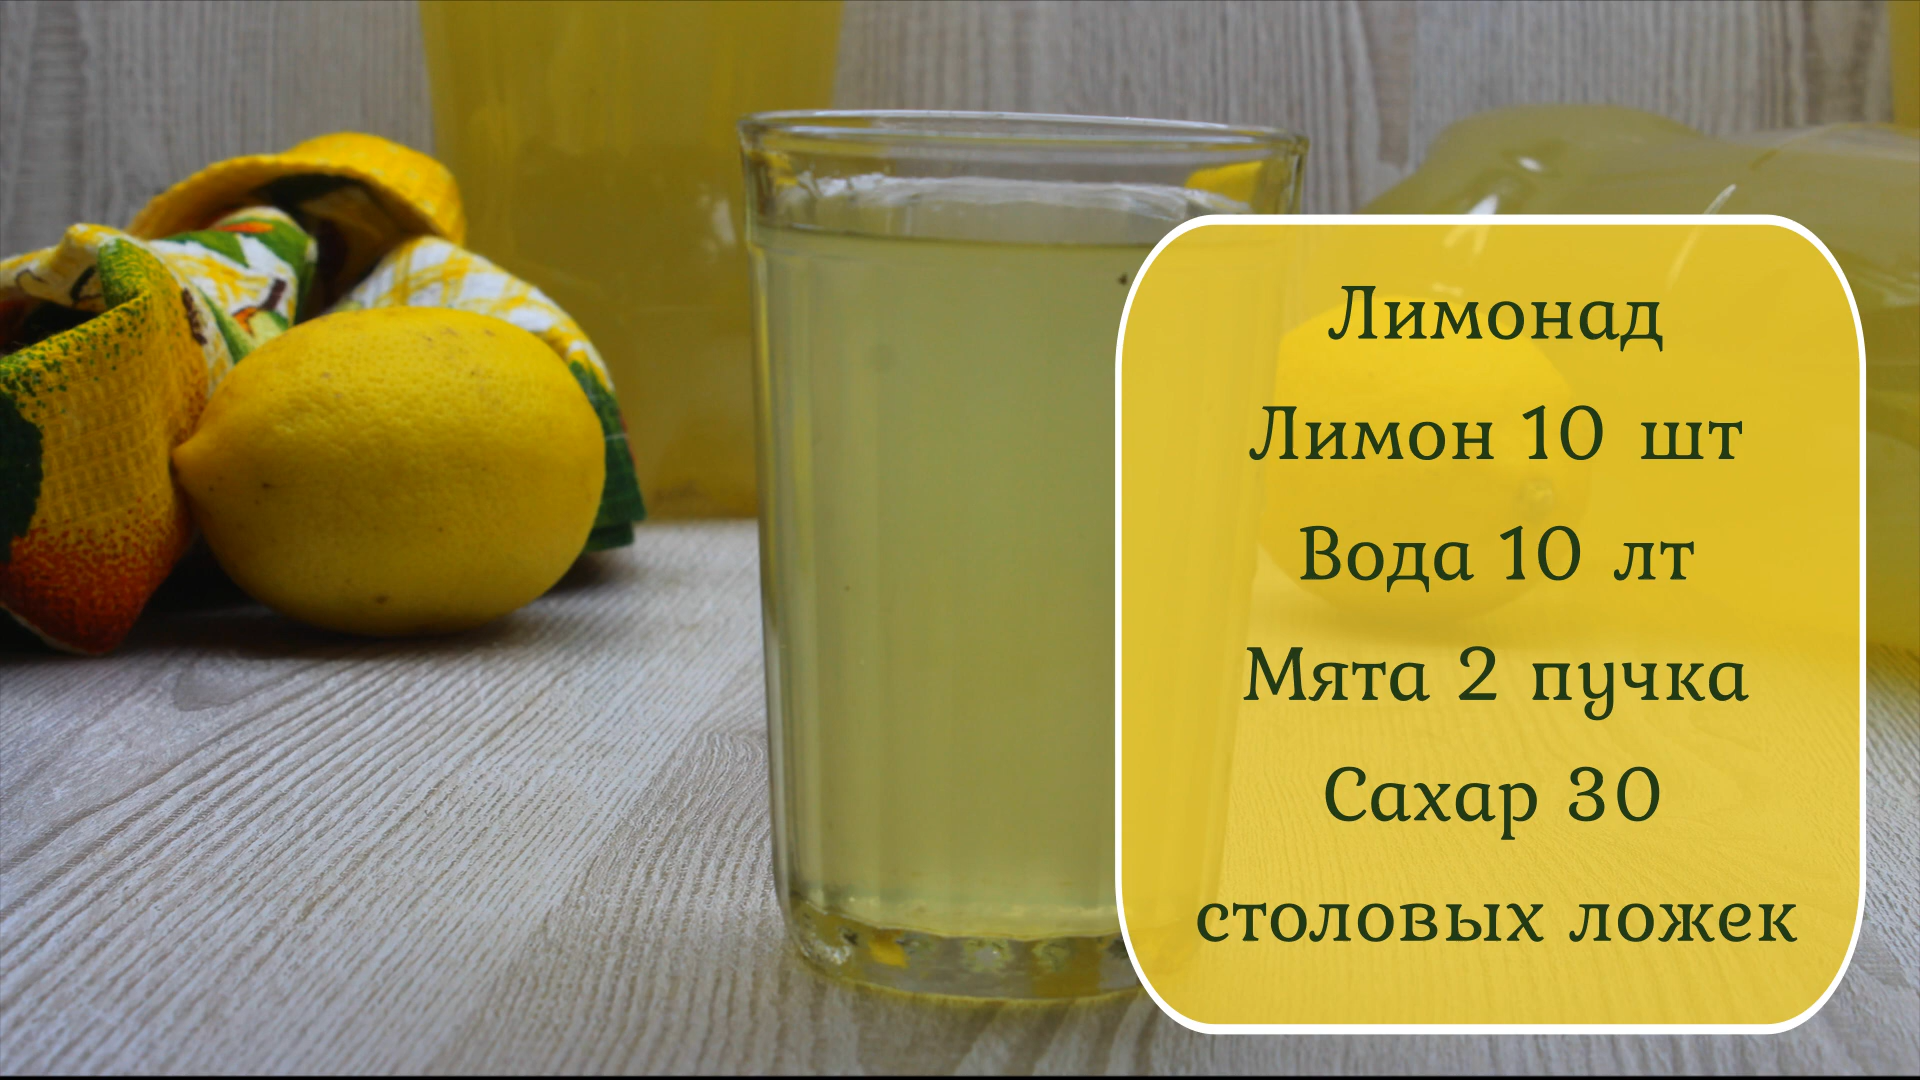 Лимонад
Лимон 10 шт
Вода 10 лт
Мята 2 пучка
Сахар 30
столовых ложек